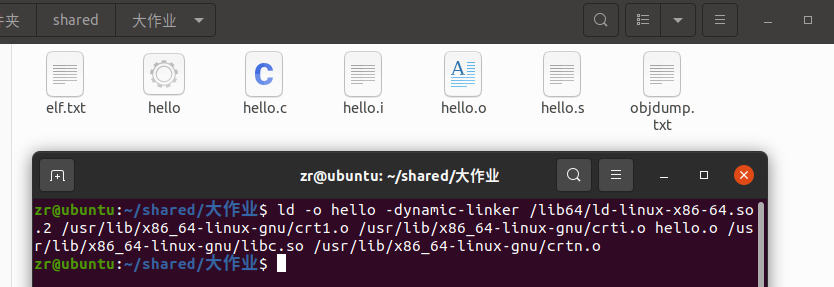 件夹 shared 大作业
elf.txt hello hello.c hello.i hello.o hello.s objdump.
txt
zr@ubuntu: ~/shared/大作业
zr@ubuntu:~/shared/大作业$ ld -o hello -dynamic-linker /lib64/ld-linux-x86-64.so
.2 /usr/lib/x86_64-linux-gnu/crt1.o /usr/lib/x86_64-linux-gnu/crti.o hello.o /us
r/lib/x86_64-linux-gnu/libc.so /usr/lib/x86_64-linux-gnu/crtn.o
zr@ubuntu:~/shared/大作业$